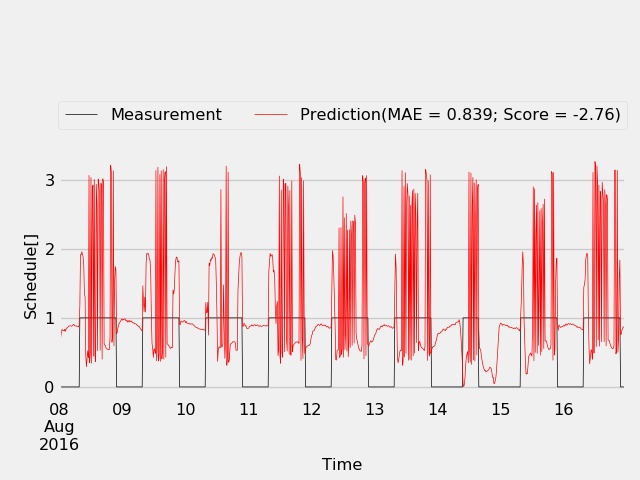 Measurement
Prediction(MAE = 0.839; Score = -2.76)
3
2
1
0
Schedule[]
08 09 10 11 12 13 14 15 16
Aug
2016
Time